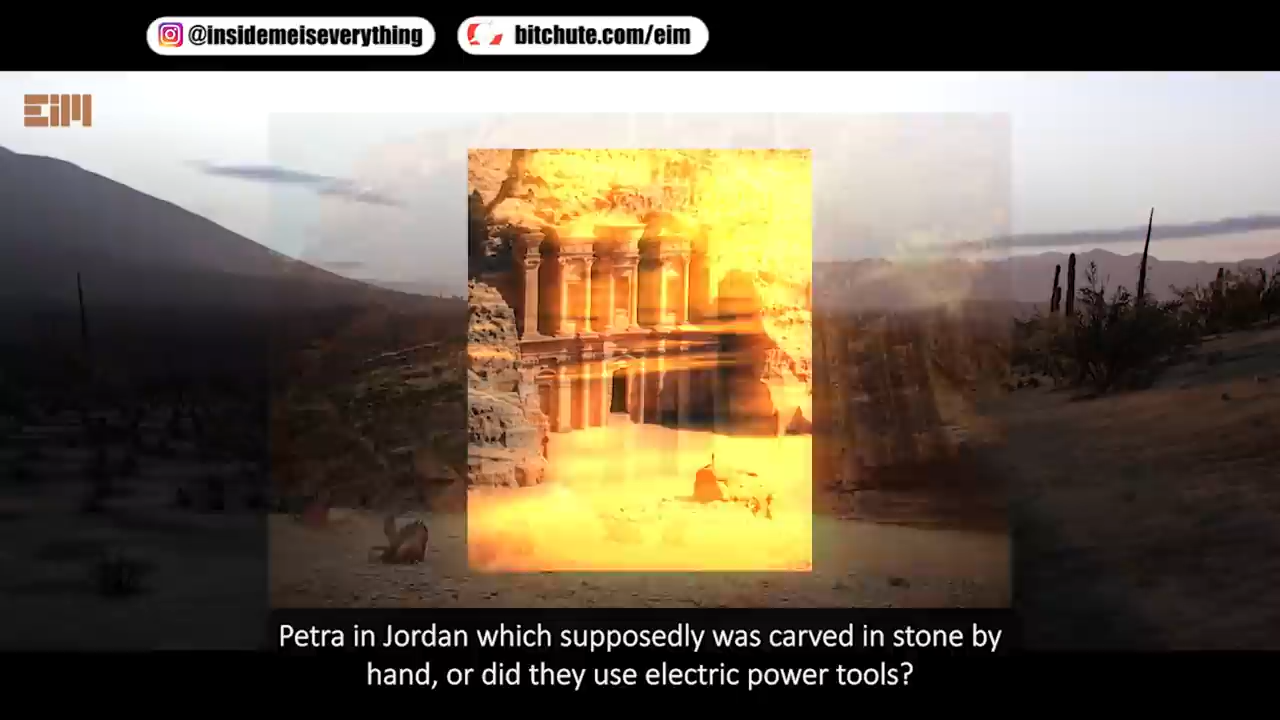 @insidemeiseverything
bitchute.com/eim
EIM
Petra in Jordan which supposedly was carved in stone by
hand, or did they use electric power tools?